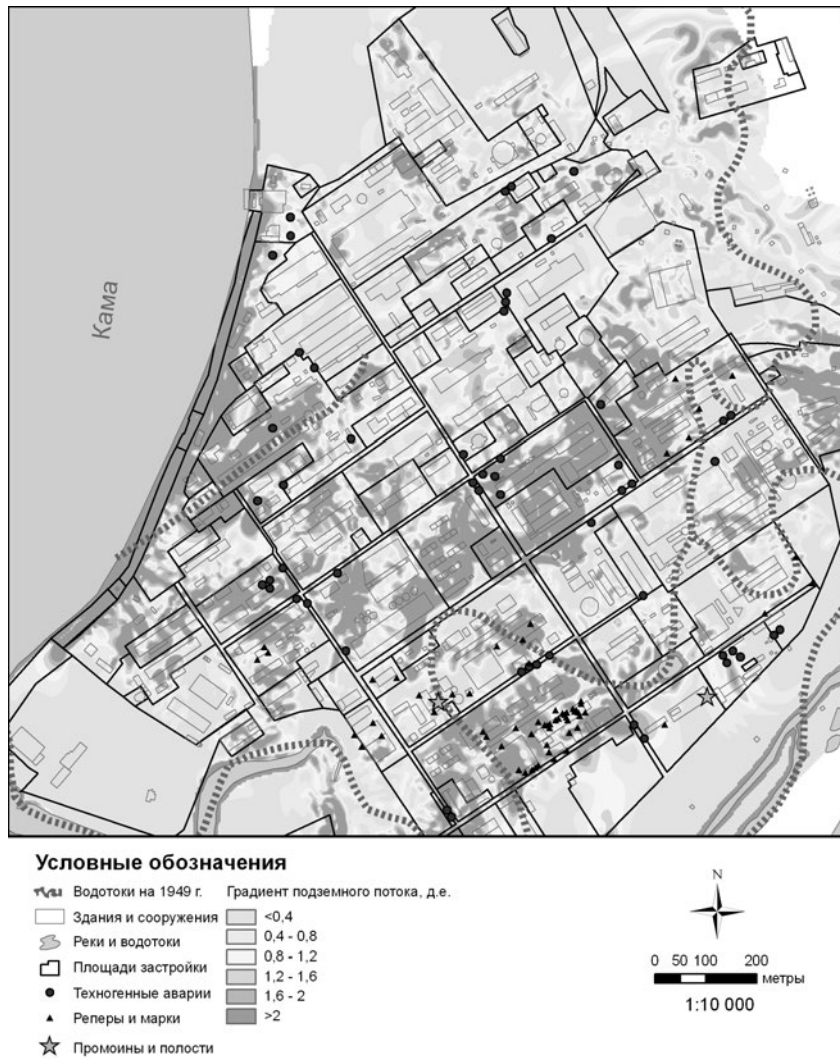 Кама
Условные обозначения
Водотоки на 1949 г.
Здания и сооружения
Реки и водотоки
Площади застройки
Техногенные аварии
Реперы и марки
Промоины и полости
Градиент подземного потока, д.е.
<0,4
0,4 - 0,8
0,8 - 1,2
1,2 - 1,6
1,6 - 2
>2
N
0 50 100 200
метры
1:10 000